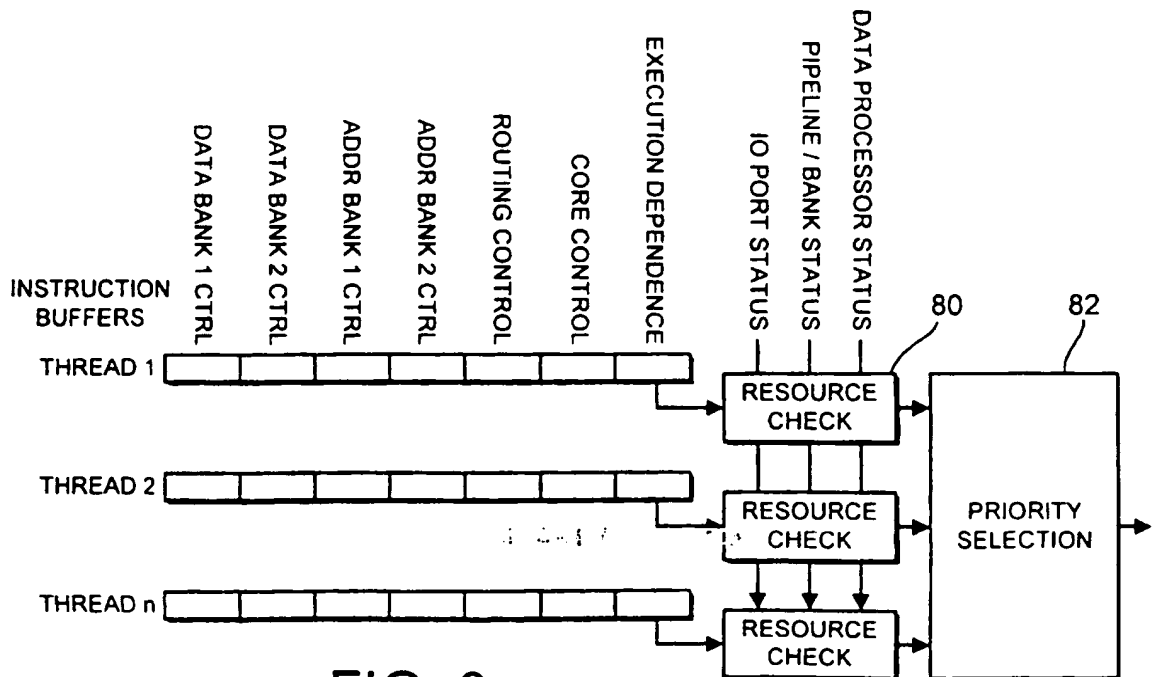 DATA BANK 1 CTRL
DATA BANK 2 CTRL
ADDR BANK 1 CTRL
ADDR BANK 2 CTRL
ROUTING CONTROL
CORE CONTROL
EXECUTION DEPENDENCE
IO PORT STATUS
PIPELINE / BANK STATUS
DATA PROCESSOR STATUS
INSTRUCTION
BUFFERS
80
82
THREAD 1
RESOURCE
CHECK
THREAD 2
RESOURCE
CHECK
PRIORITY
SELECTION
THREAD n
RESOURCE
CHECK